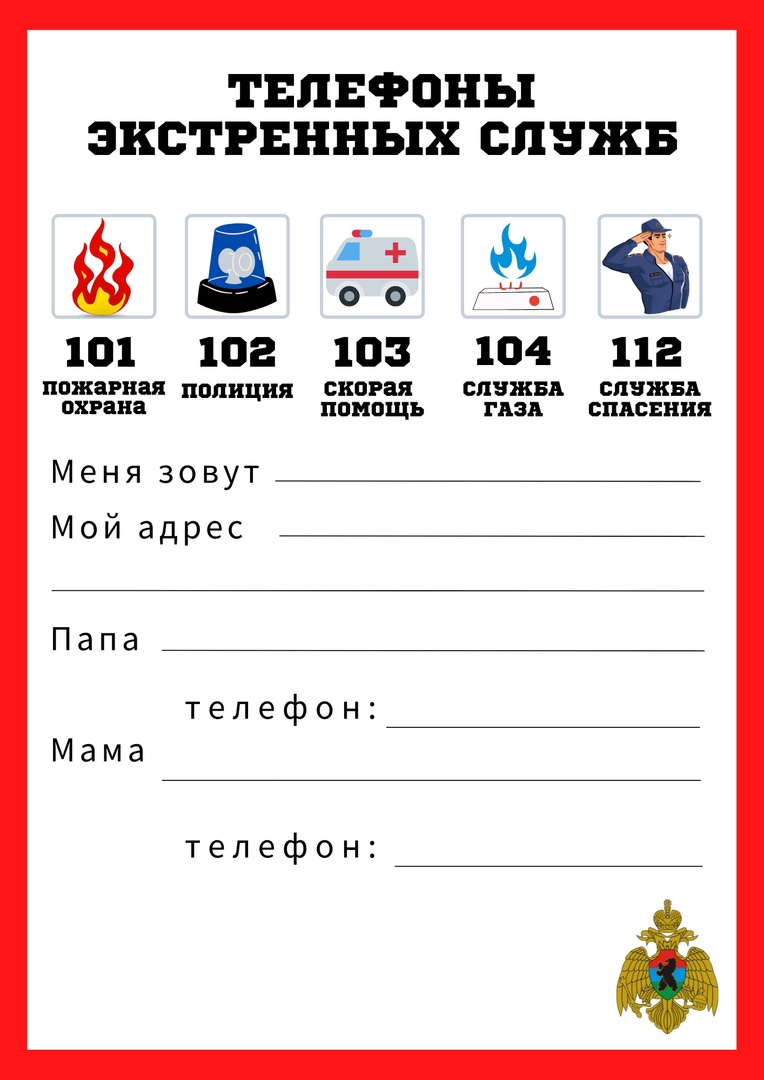 ТЕЛЕФОНЫ
ЭКСТРЕННЫХ СЛУЖБ
101 102 103 104 112
ПОЖАРНАЯ ОХРАНА
ПОЛИЦИЯ
СКОРАЯ ПОМОЩЬ
СЛУЖБА ГАЗА
СЛУЖБА СПАСЕНИЯ
Меня зовут
Мой адрес
Папа
телефон:
Мама
телефон: